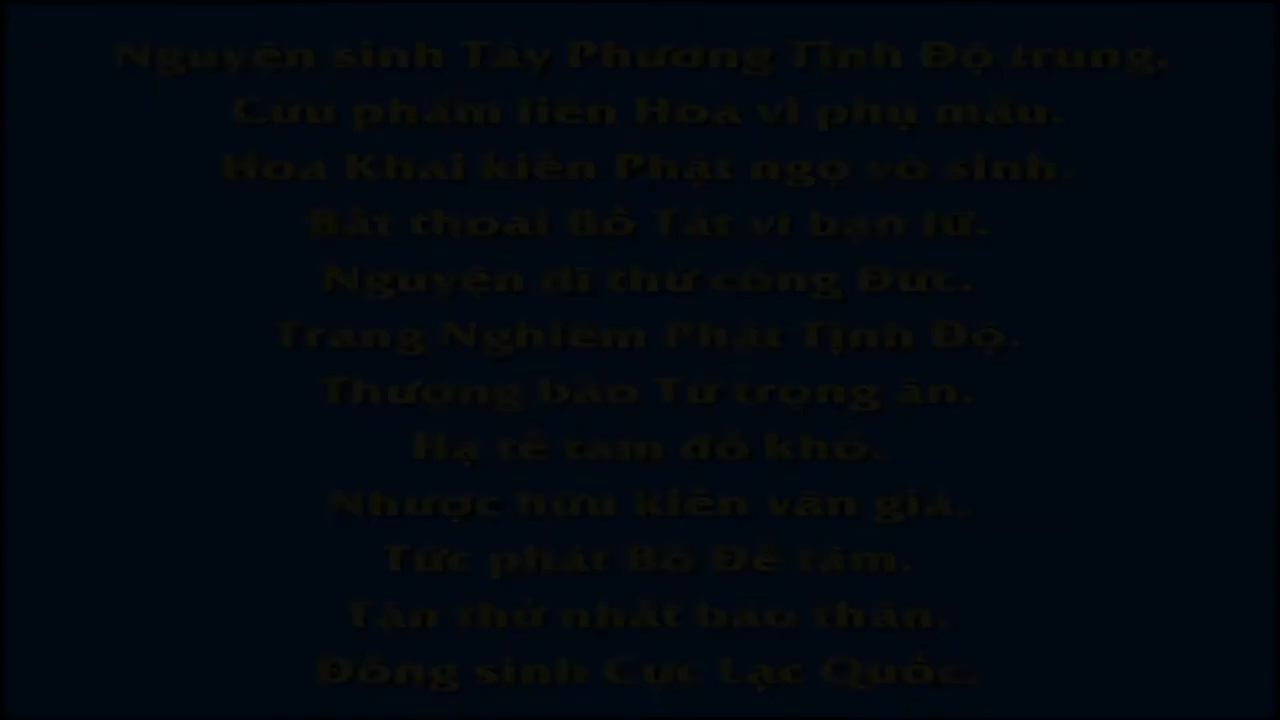 Nguyện sinh Tây Phương Tịnh Độ trung.
Cửu phẩm liên Hoa vi phụ mẫu.
Hoa Khai kiến Phật ngộ vô sinh.
Bất thoái Bồ Tát vi bạn lữ.
Nguyện dĩ thử công Đức.
Trang Nghiêm Phật Tịnh Độ.
Thượng báo Tứ trọng ân.
Hạ tế tam đồ khổ.
Nhược hữu kiến văn giả.
Tức phát Bồ Đề tâm.
Tận thử nhất báo thân.
Đồng sinh Cực Lạc Quốc.